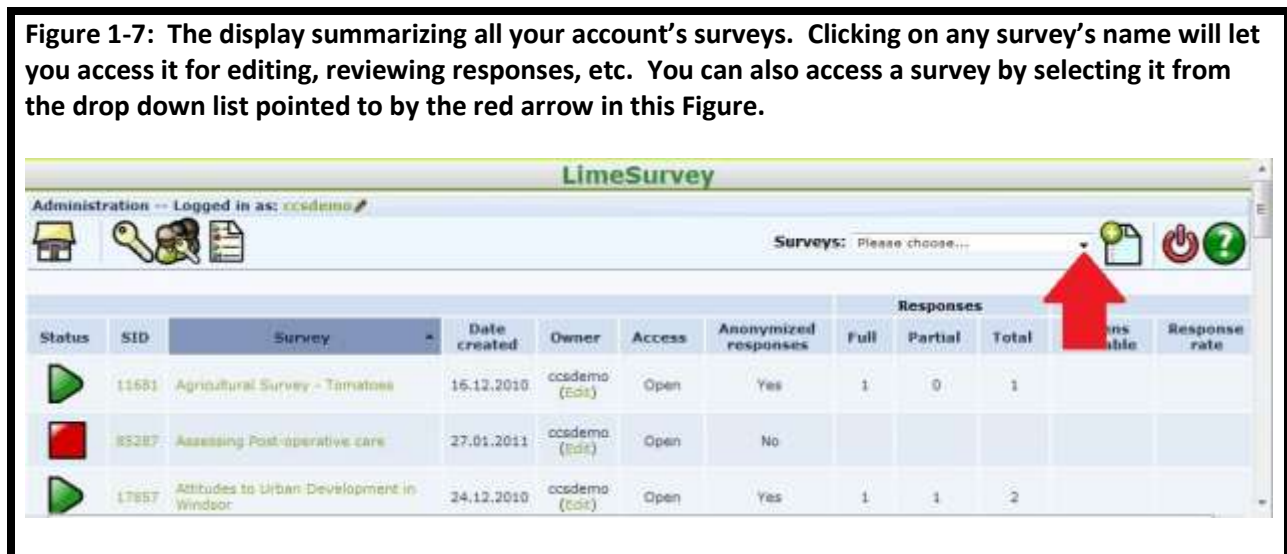 Figure 1-7: The display summarizing all your account's surveys. Clicking on any survey's name will let
you access it for editing, reviewing responses, etc. You can also access a survey by selecting it from
the drop down list pointed to by the red arrow in this Figure.
LimeSurvey
Administration -- Logged in as: ccsdemo
Surveys: Please choose...
Responses
Status SID Survey Date created Owner Access Anonymized responses Full Partial Total Response rate
11681 Agricultural Survey - Tomatoes 16.12.2010 ccsdemo (Edit) Open Yes 1 0 1
85287 Assessing Post-operative care 27.01.2011 ccsdemo (Edit) Open No
17857 Attitudes to Urban Development in Windsor 24.12.2010 ccsdemo (Edit) Open Yes 1 1 2